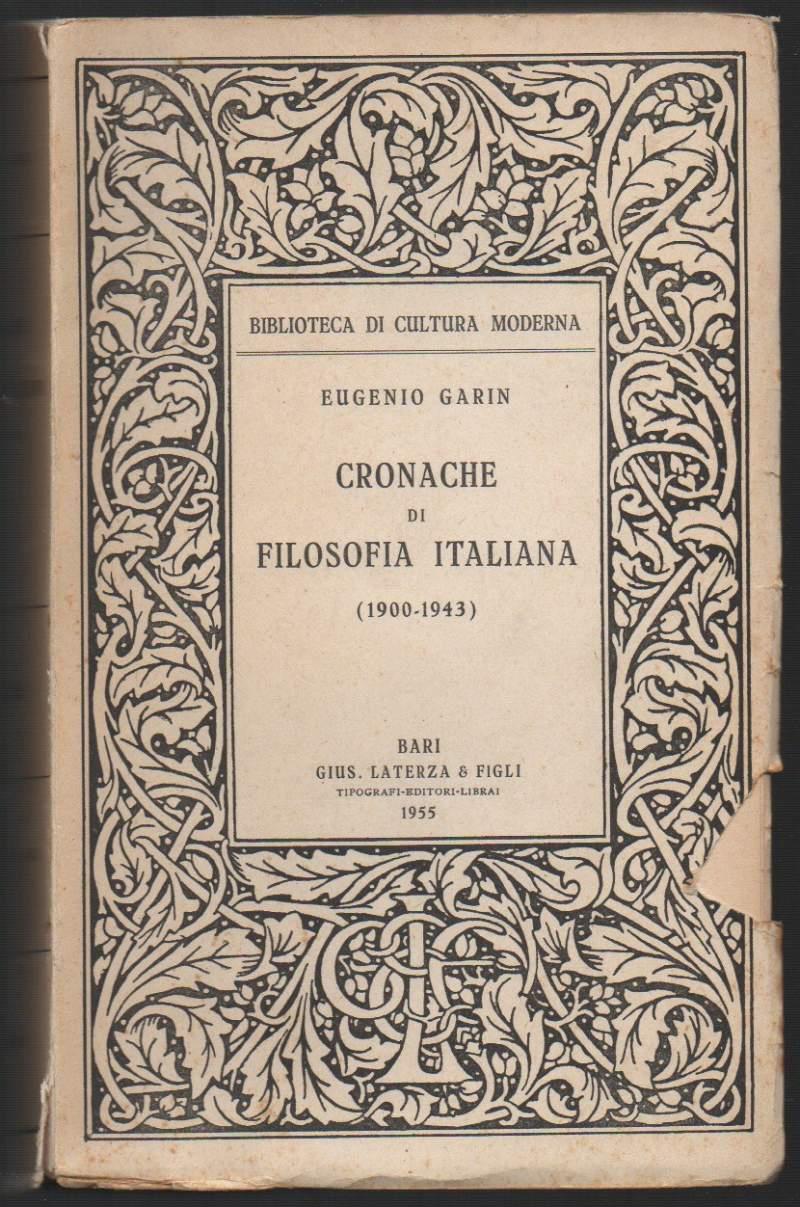 BIBLIOTECA DI CULTURA MODERNA
EUGENIO GARIN
CRONACHE
DI
FILOSOFIA ITALIANA
(1900-1943)
BARI
GIUS. LATERZA & FIGLI
TIPOGRAFI-EDITORI-LIBRAI
1955